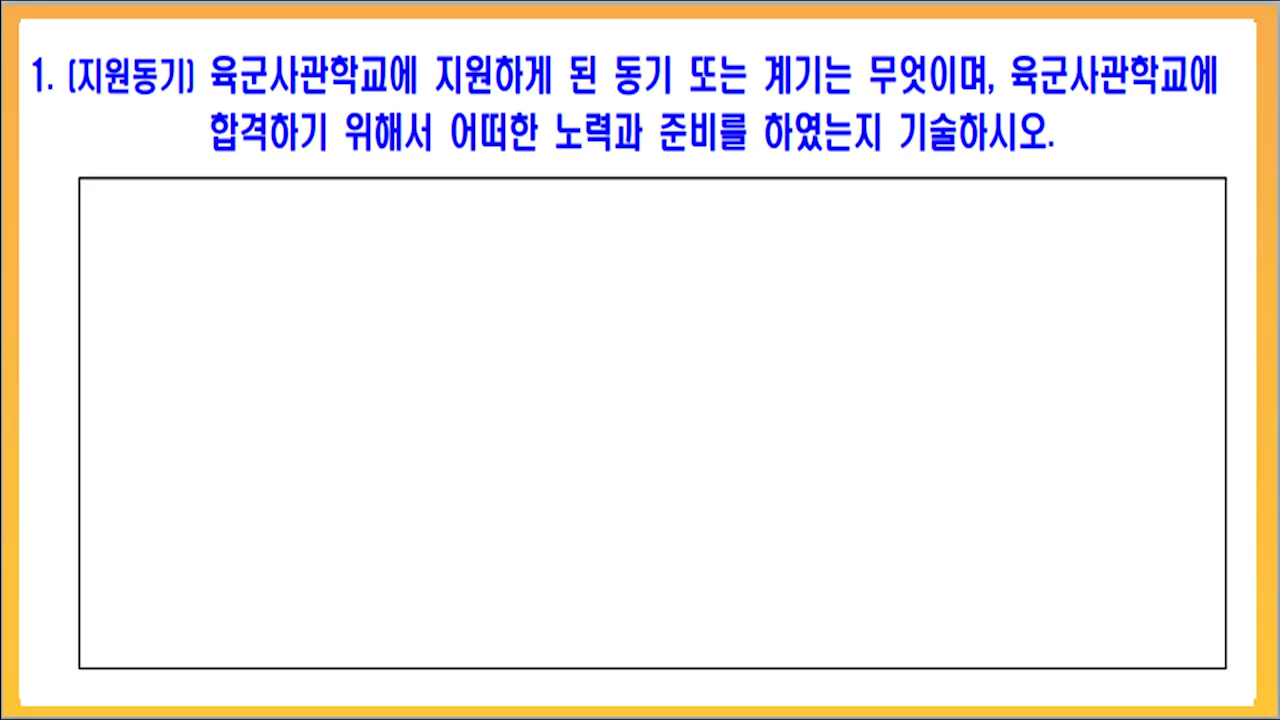 1. (지원동기) 육군사관학교에 지원하게 된 동기 또는 계기는 무엇이며, 육군사관학교에
합격하기 위해서 어떠한 노력과 준비를 하였는지 기술하시오.